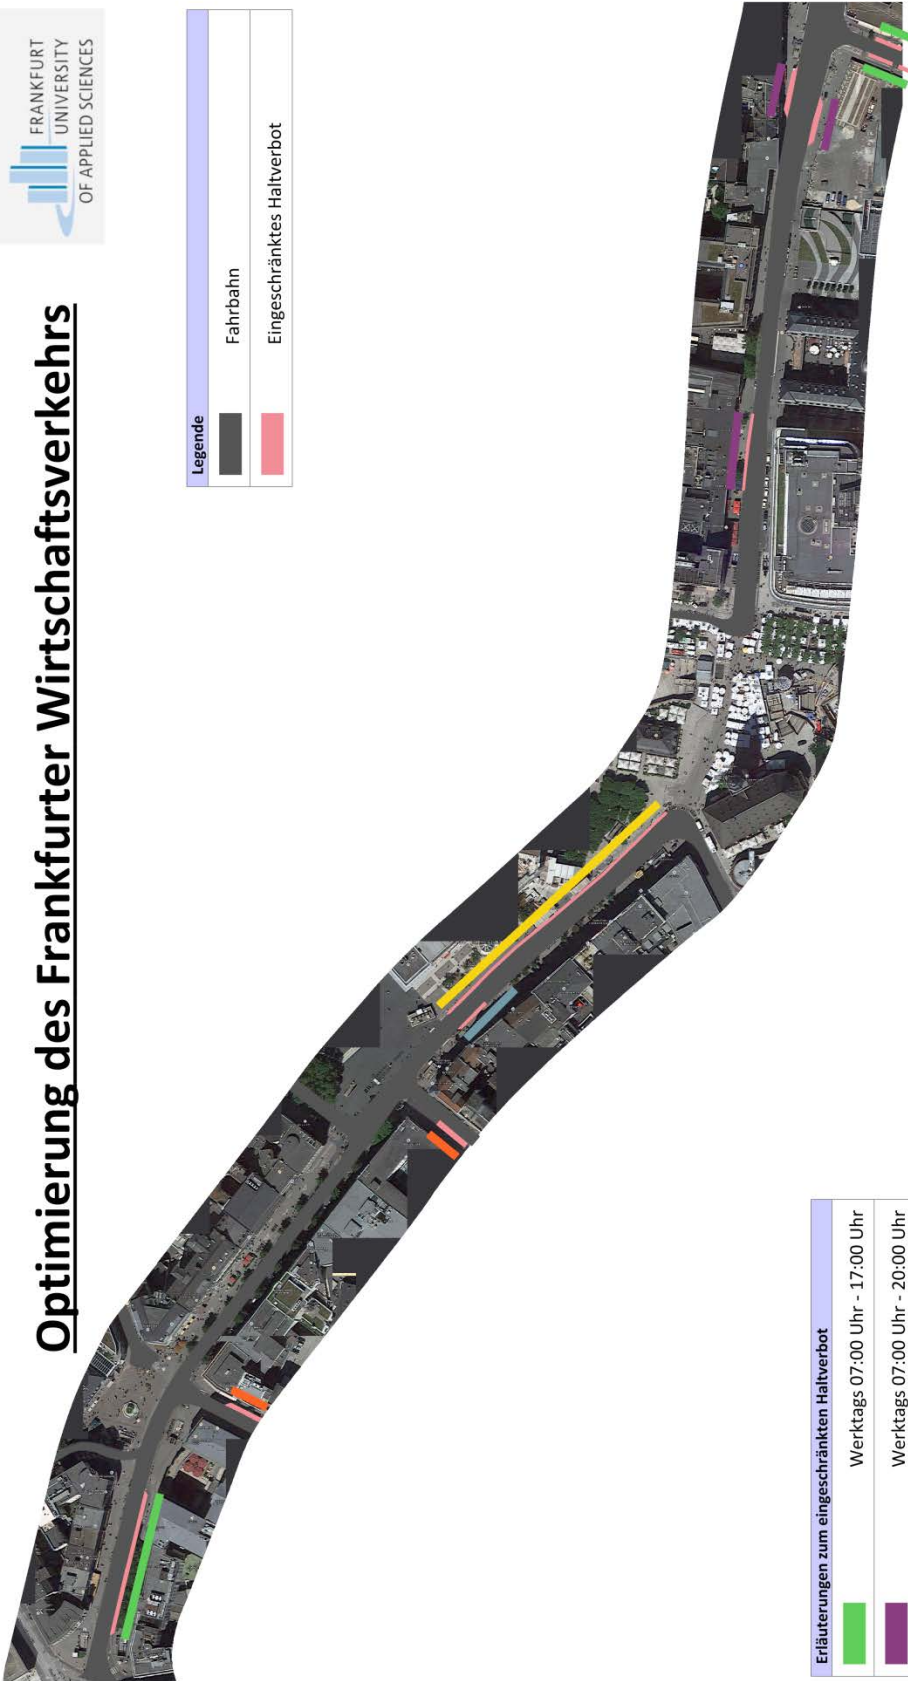 FRANKFURT
UNIVERSITY
OF APPLIED SCIENCES
Optimierung des Frankfurter Wirtschaftsverkehrs
Legende
Fahrbahn
Eingeschränktes Haltverbot
Erläuterungen zum eingeschränkten Haltverbot
Werktags 07:00 Uhr - 17:00 Uhr
Werktags 07:00 Uhr - 20:00 Uhr